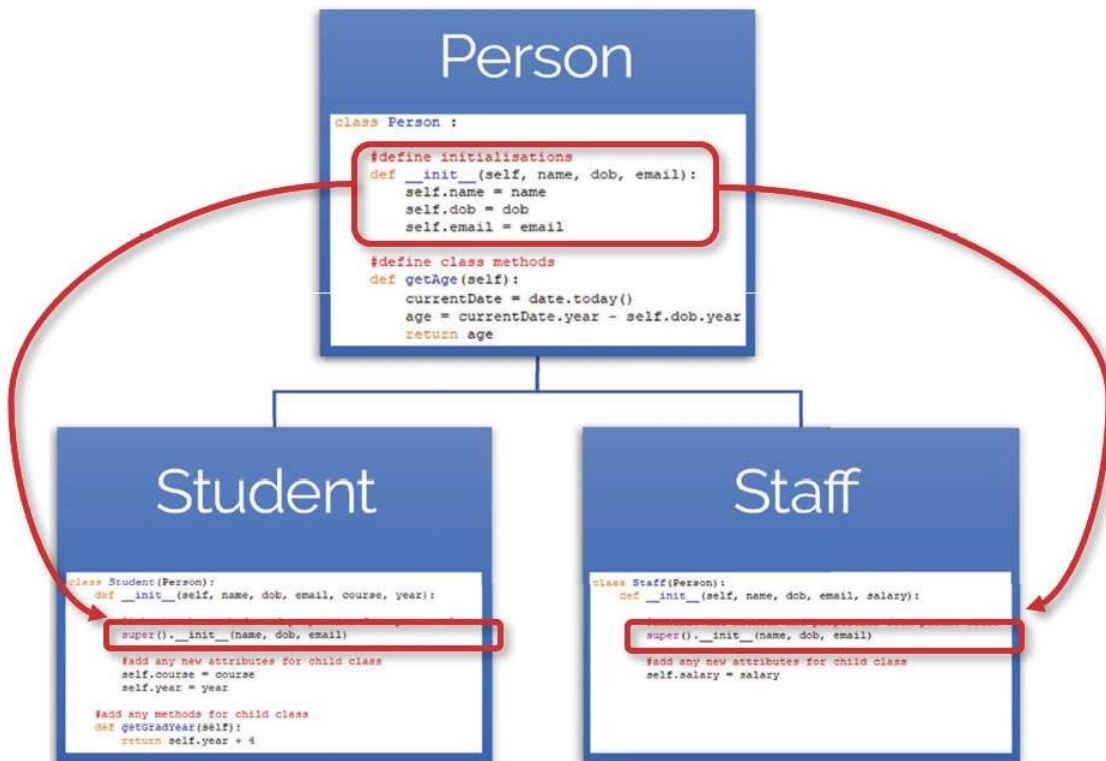 Person
class Person :
#define initialisations
def __init__(self, name, dob, email):
self.name = name
self.dob = dob
self.email = email
#define class methods
def getAge(self):
currentDate = date.today()
age = currentDate.year - self.dob.year
return age
Student
class Student(Person):
def __init__(self, name, dob, email, course, year):
super().__init__(name, dob, email)
#add any new attributes for child class
self.course = course
self.year = year
#add any methods for child class
def getGradYear(self):
return self.year + 4
Staff
class Staff(Person):
def __init__(self, name, dob, email, salary):
super().__init__(name, dob, email)
#add any new attributes for child class
self.salary = salary